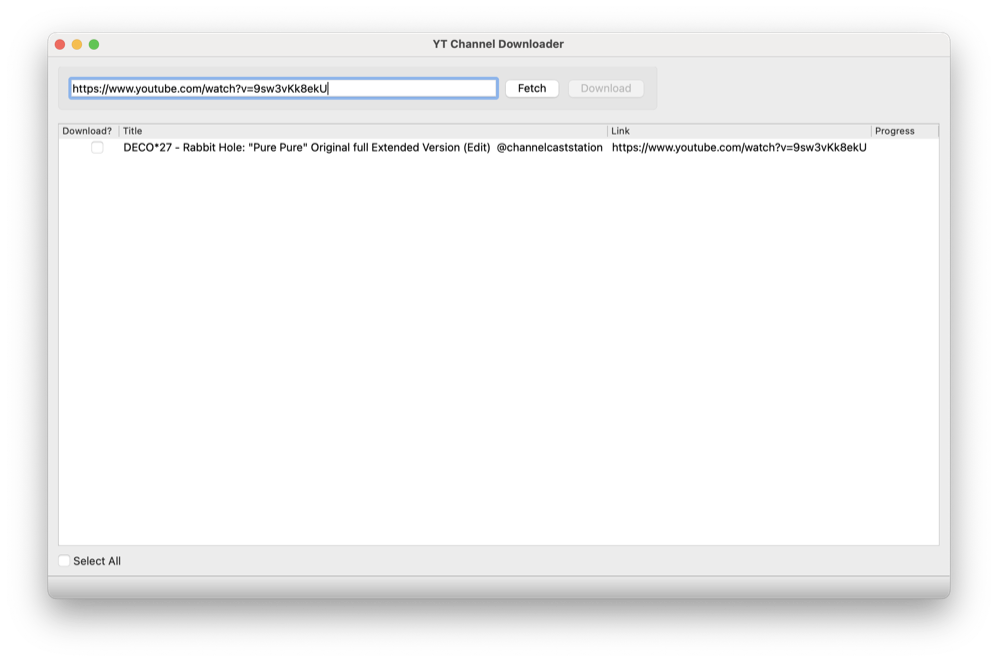 YT Channel Downloader
https://www.youtube.com/watch?v=9sw3vKk8ekU Fetch Download
Download? Title Link Progress
DECO*27 - Rabbit Hole: "Pure Pure" Original full Extended Version (Edit)  @channelcaststation https://www.youtube.com/watch?v=9sw3vKk8ekU
Select All